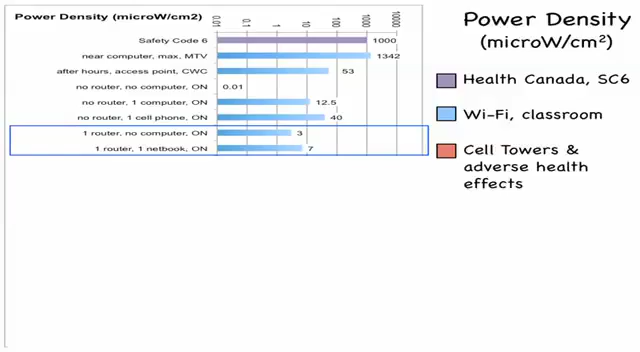 Power Density (microW/cm2)
0.01
0.1
1
10
100
1000
10000
Safety Code 6
1000
near computer, max, MTV
1342
after hours, access point, CWC
53
no router, no computer, ON
0.01
no router, 1 computer, ON
12.5
no router, 1 cell phone, ON
40
1 router, no computer, ON
3
1 router, 1 netbook, ON
7
Power Density
(microW/cm²)
Health Canada, SC6
Wi-Fi, classroom
Cell Towers &
adverse health
effects